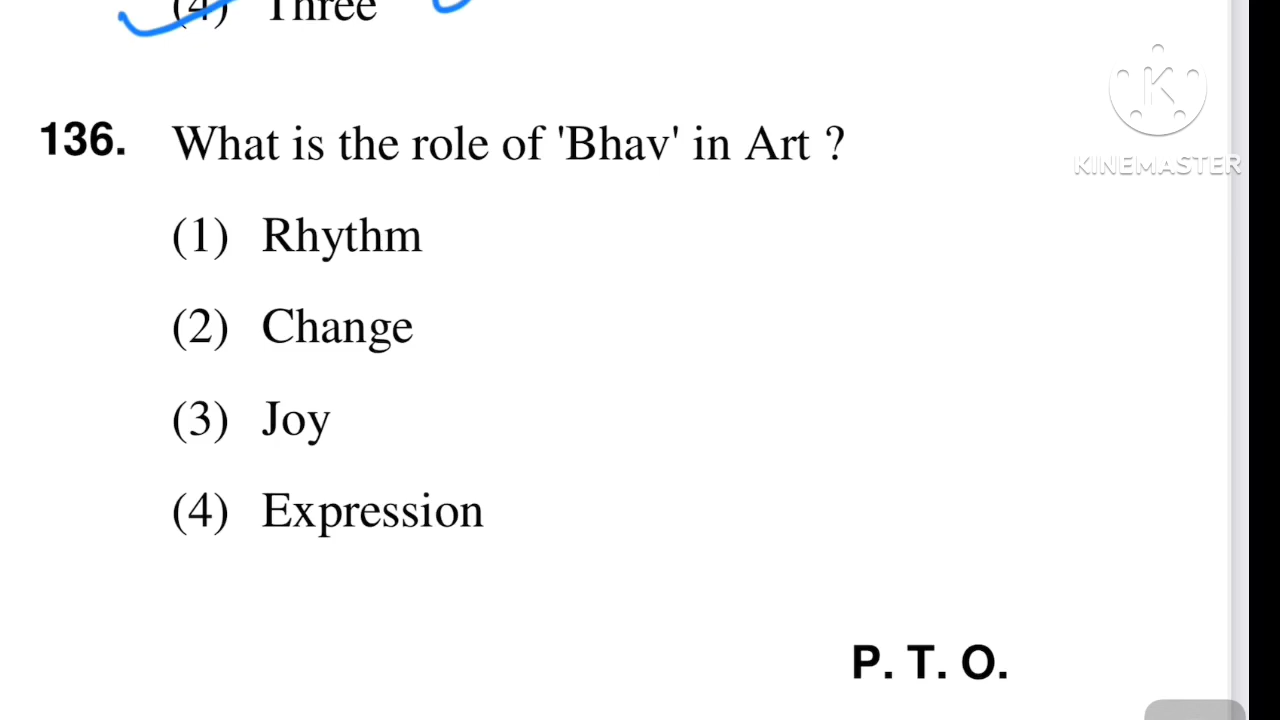 (4) Three
136. What is the role of 'Bhav' in Art ?
(1) Rhythm
(2) Change
(3) Joy
(4) Expression
P. T. O.
K
KINEMASTER